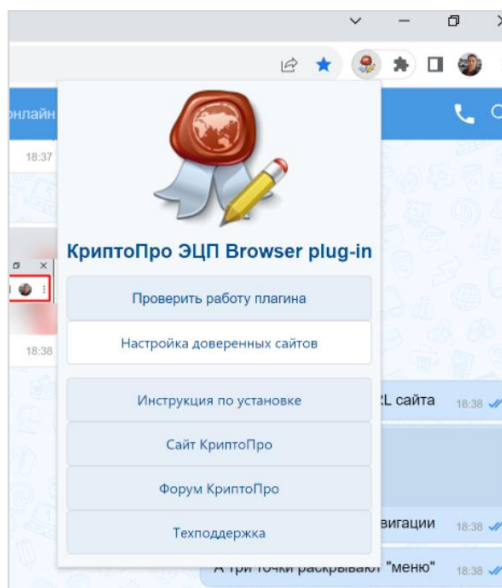 онлайн
18:37
КриптоПро ЭЦП Browser plug-in
Проверить работу плагина
Настройка доверенных сайтов
18:38
Инструкция по установке
сайта 18:38
Сайт КриптоПро
Форум КриптоПро
Техподдержка
18:38
А три точки раскрывают "меню" 18:38